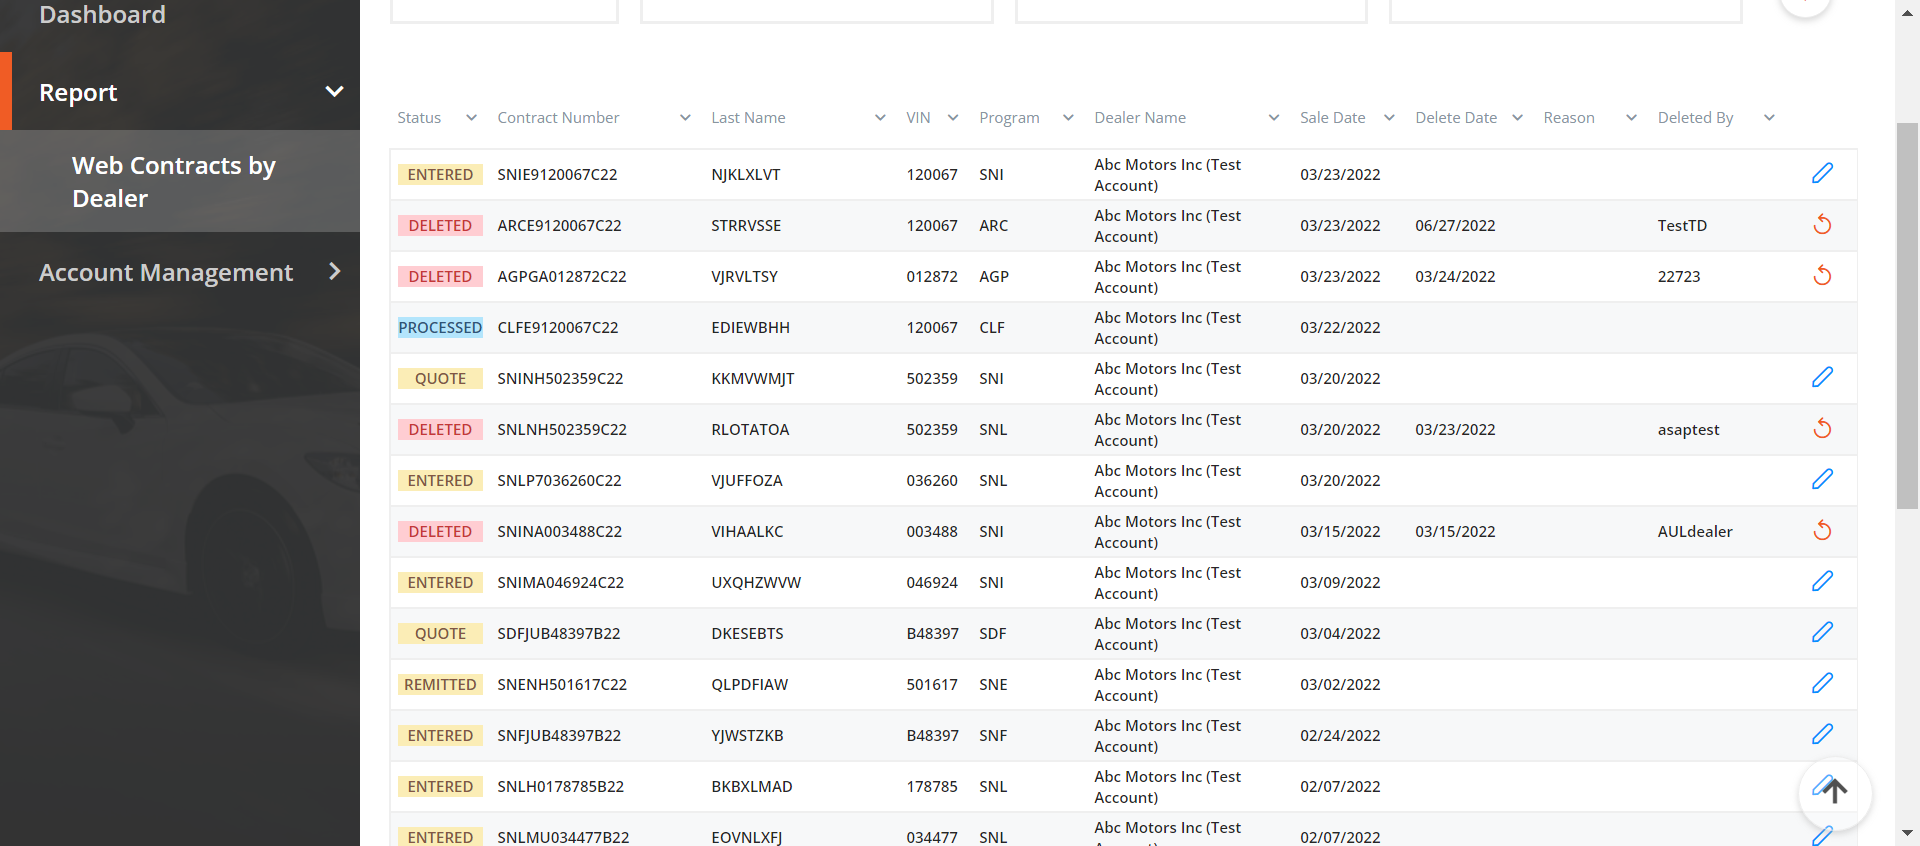 Dashboard
Report
Web Contracts by
Dealer
Account Management
Status Contract Number Last Name VIN Program Dealer Name Sale Date Delete Date Reason Deleted By
ENTERED SNIE9120067C22 NJKLXLVT 120067 SNI Abc Motors Inc (Test 03/23/2022
Account)
DELETED ARCE9120067C22 STRRVSSE 120067 ARC Abc Motors Inc (Test 03/23/2022 06/27/2022 TestTD
Account)
DELETED AGPGA012872C22 VJRVLTSY 012872 AGP Abc Motors Inc (Test 03/23/2022 03/24/2022 22723
Account)
PROCESSED CLFE9120067C22 EDIEWBHH 120067 CLF Abc Motors Inc (Test 03/22/2022
Account)
QUOTE SNINH502359C22 KKMVWMJT 502359 SNI Abc Motors Inc (Test 03/20/2022
Account)
DELETED SNLNH502359C22 RLOTATOA 502359 SNL Abc Motors Inc (Test 03/20/2022 03/23/2022 asaptest
Account)
ENTERED SNLP7036260C22 VJUFFOZA 036260 SNL Abc Motors Inc (Test 03/20/2022
Account)
DELETED SNINA003488C22 VIHAALKC 003488 SNI Abc Motors Inc (Test 03/15/2022 03/15/2022 AULdealer
Account)
ENTERED SNIMA046924C22 UXQHZWVW 046924 SNI Abc Motors Inc (Test 03/09/2022
Account)
QUOTE SDFJUB48397B22 DKESEBTS B48397 SDF Abc Motors Inc (Test 03/04/2022
Account)
REMITTED SNENH501617C22 QLPDFIAW 501617 SNE Abc Motors Inc (Test 03/02/2022
Account)
ENTERED SNFJUB48397B22 YJWSTZKB B48397 SNF Abc Motors Inc (Test 02/24/2022
Account)
ENTERED SNLH0178785B22 BKBXLMAD 178785 SNL Abc Motors Inc (Test 02/07/2022
Account)
ENTERED SNLMU034477B22 EOVNLXFJ 034477 SNL Abc Motors Inc (Test 02/07/2022